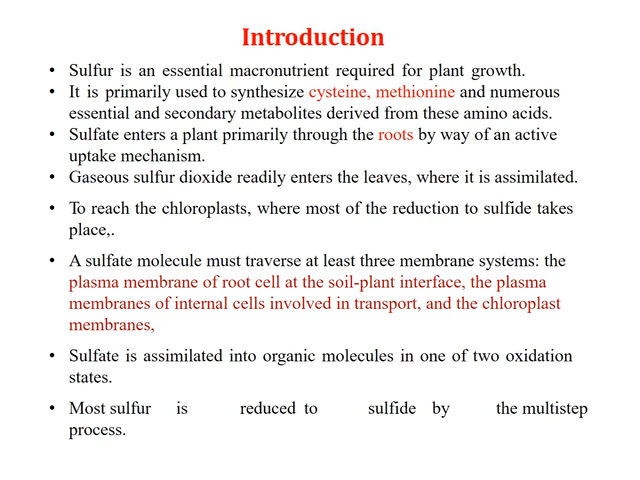 Introduction
• Sulfur is an essential macronutrient required for plant growth.
• It is primarily used to synthesize cysteine, methionine and numerous
essential and secondary metabolites derived from these amino acids.
• Sulfate enters a plant primarily through the roots by way of an active
uptake mechanism.
• Gaseous sulfur dioxide readily enters the leaves, where it is assimilated.
• To reach the chloroplasts, where most of the reduction to sulfide takes
place,.
• A sulfate molecule must traverse at least three membrane systems: the
plasma membrane of root cell at the soil-plant interface, the plasma
membranes of internal cells involved in transport, and the chloroplast
membranes,
• Sulfate is assimilated into organic molecules in one of two oxidation
states.
• Most sulfur is reduced to sulfide by the multistep
process.